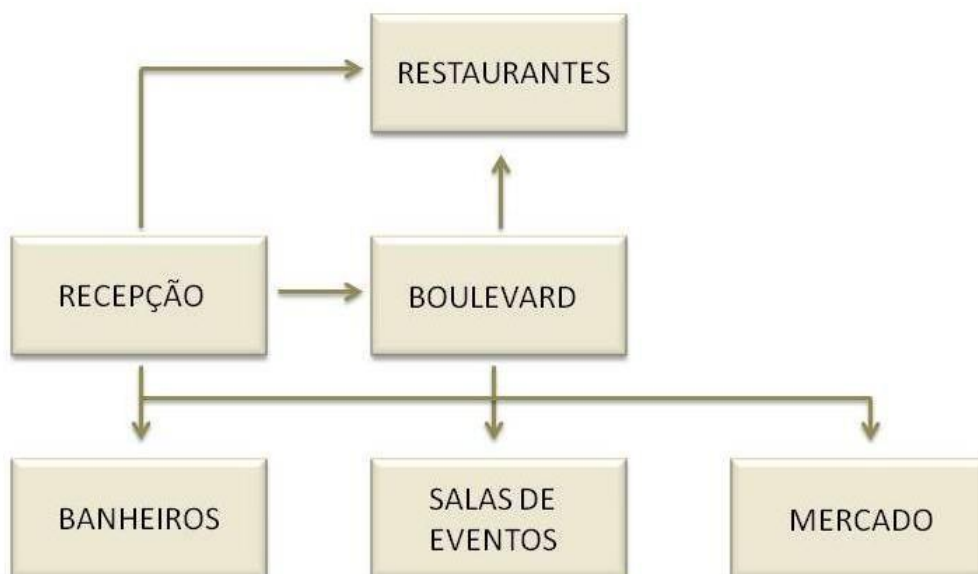 RESTAURANTES
RECEPÇÃO
BOULEVARD
BANHEIROS
SALAS DE
EVENTOS
MERCADO